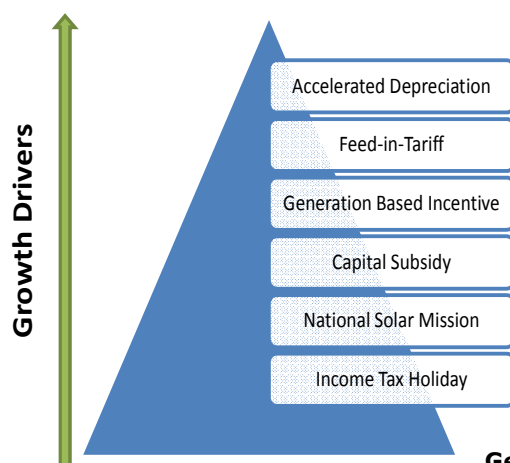 Growth Drivers
Accelerated Depreciation
Feed-in-Tariff
Generation Based Incentive
Capital Subsidy
National Solar Mission
Income Tax Holiday